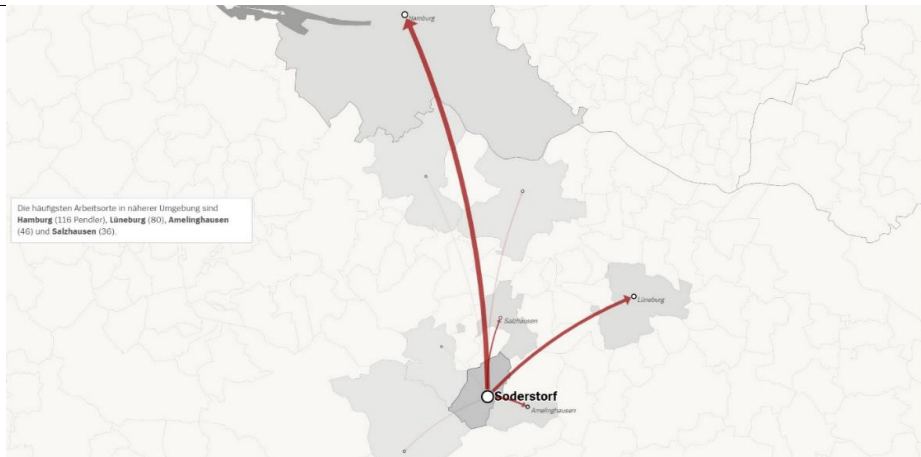 Hamburg
Die häufigsten Arbeitsorte in näherer Umgebung sind
Hamburg (116 Pendler), Lüneburg (80), Amelinghausen
(46) und Salzhausen (36).
Lüneburg
Salzhausen
Soderstorf
Amelinghausen